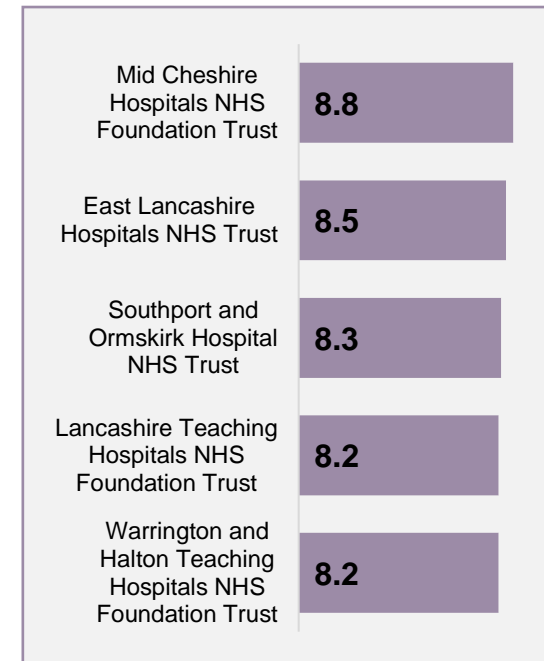 Mid Cheshire
Hospitals NHS
Foundation Trust
8.8
East Lancashire
Hospitals NHS Trust
8.5
Southport and
Ormskirk Hospital
NHS Trust
8.3
Lancashire Teaching
Hospitals NHS
Foundation Trust
8.2
Warrington and
Halton Teaching
Hospitals NHS
Foundation Trust
8.2